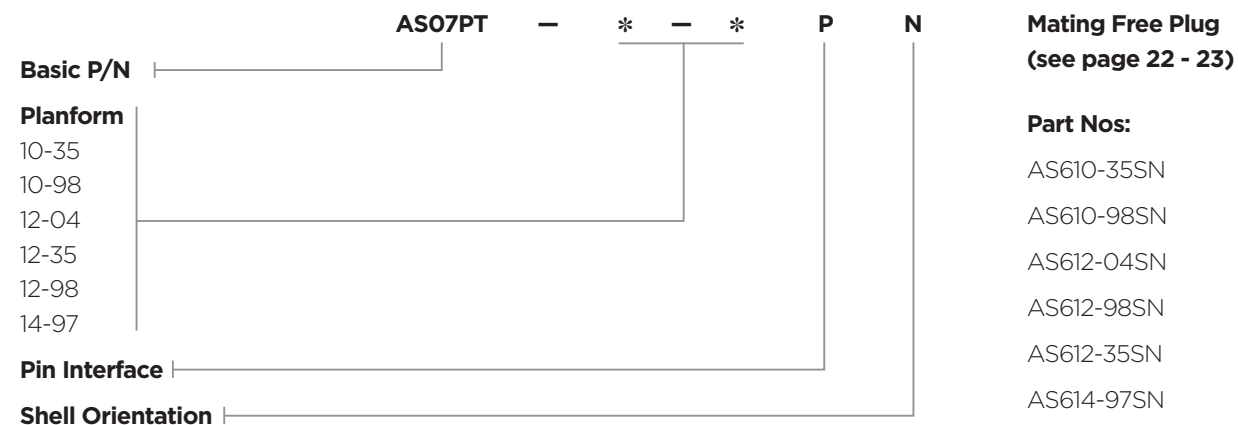 AS07PT – * – * P N
Basic P/N
Planform
10-35
10-98
12-04
12-35
12-98
14-97
Pin Interface
Shell Orientation
Mating Free Plug
(see page 22 - 23)
Part Nos:
AS610-35SN
AS610-98SN
AS612-04SN
AS612-98SN
AS612-35SN
AS614-97SN